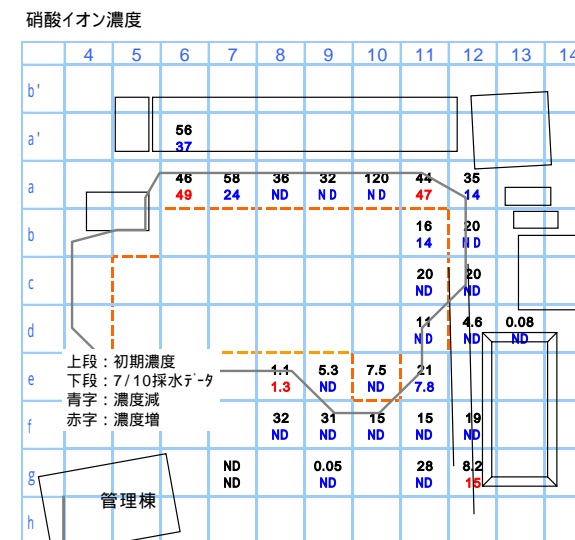 硝酸イオン濃度
4 5 6 7 8 9 10 11 12 13 14
b'
a' 56
37
a 46 58 36 32 120 44 35
49 24 ND ND ND 47 14
b 16 20
14 ND
c 20 20
ND ND
d 11 4.6 0.08
ND ND ND
上段：初期濃度
下段：7/10採水ﾃﾞｰﾀ
青字：濃度減
赤字：濃度増
e 1.1 5.3 7.5 21
1.3 ND ND 7.8
f 32 31 15 15 19
ND ND ND ND ND
g ND 0.05 28 8.2
ND ND ND 15
管理棟
h